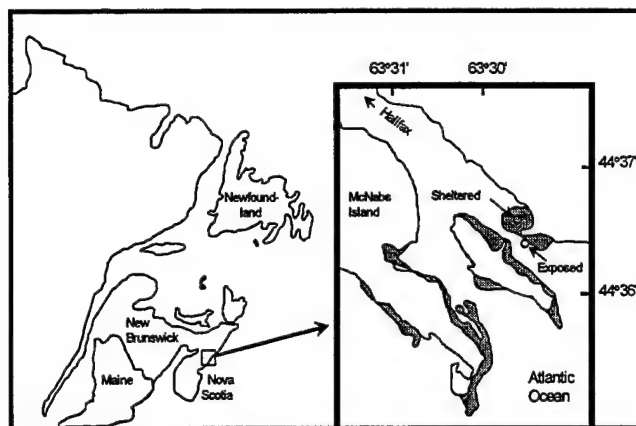 63°31'
63°30'
Halifax
44°37'
McNabs
Island
Sheltered
Newfound-
land
Exposed
44°36'
New
Brunswick
Maine
Nova
Scotia
Atlantic
Ocean